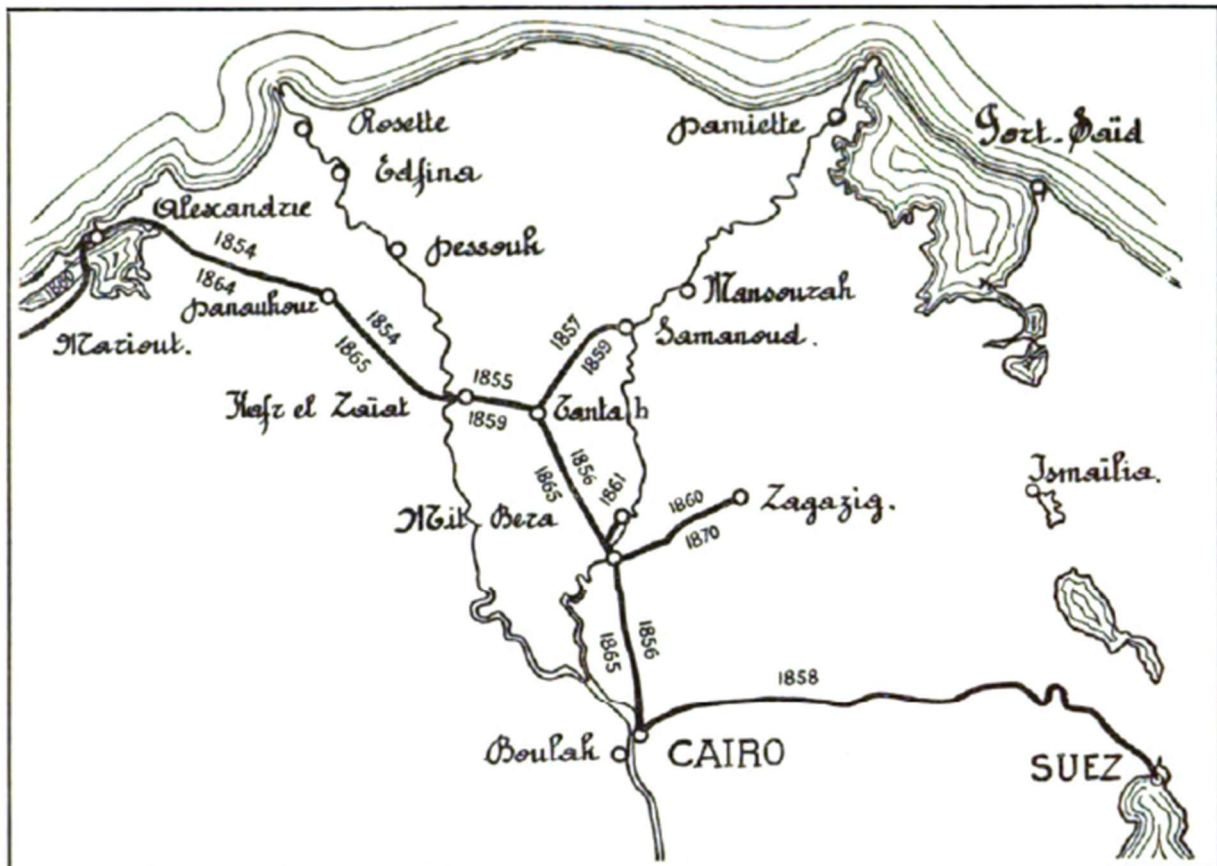 Rosette
Damiette
Port-Saïd
Edfina
Alexandrie
Dessouk
1854
1864
1880
Damanhour
Mansourah
Mariout.
1854
1865
1857
1859
Samanoud.
1855
1859
Kafr el Zaïat
Tantah
1856
1865
1861
Mit Bera
1860
1870
Zagazig.
Ismaïlia.
1865
1856
1858
Boulak
CAIRO
SUEZ